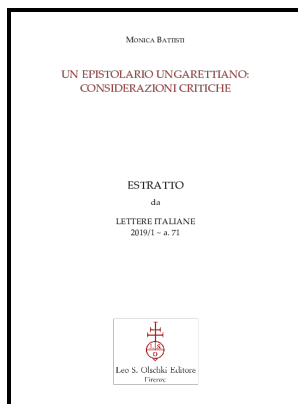 MONICA BATTISTI
UN EPISTOLARIO UNGARETTIANO:
CONSIDERAZIONI CRITICHE
ESTRATTO
da
LETTERE ITALIANE
2019/1 ~ a. 71
Leo S. Olschki Editore
Firenze